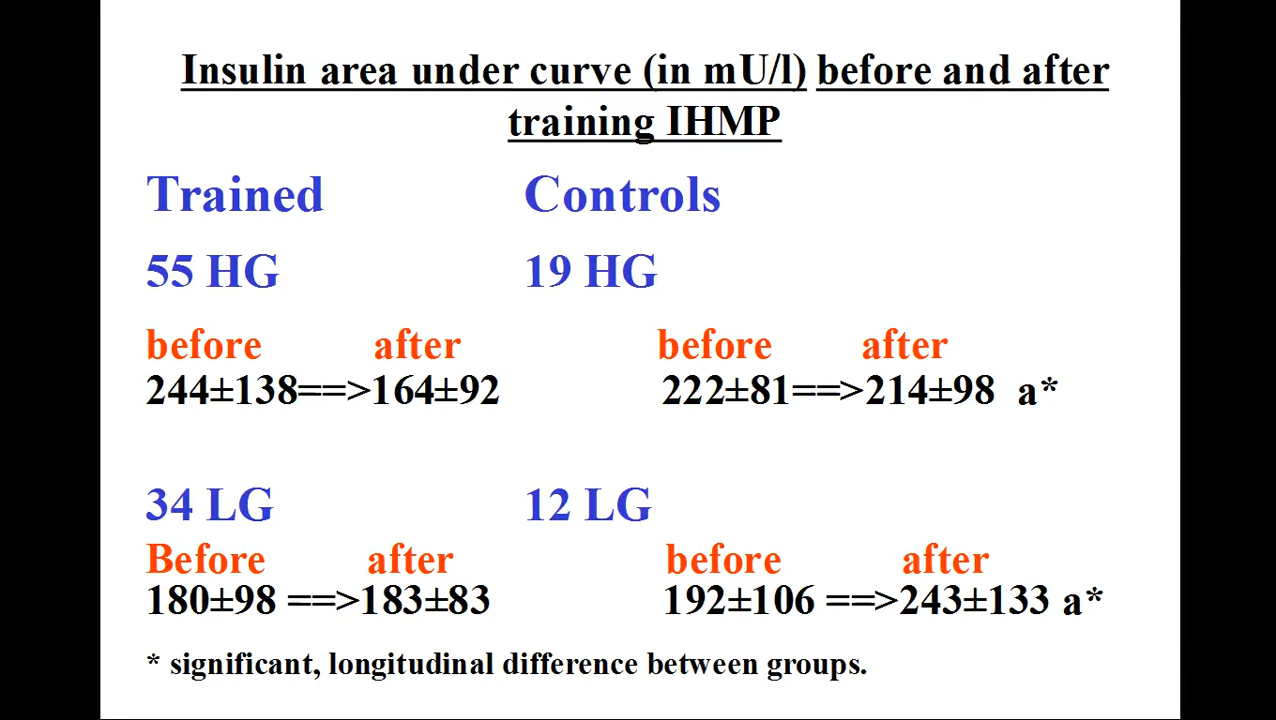 Insulin area under curve (in mU/l) before and after
training IHMP
Trained Controls
55 HG 19 HG
before after before after
244±138==>164±92 222±81==>214±98 a*
34 LG 12 LG
Before after before after
180±98 ==>183±83 192±106 ==>243±133 a*
* significant, longitudinal difference between groups.